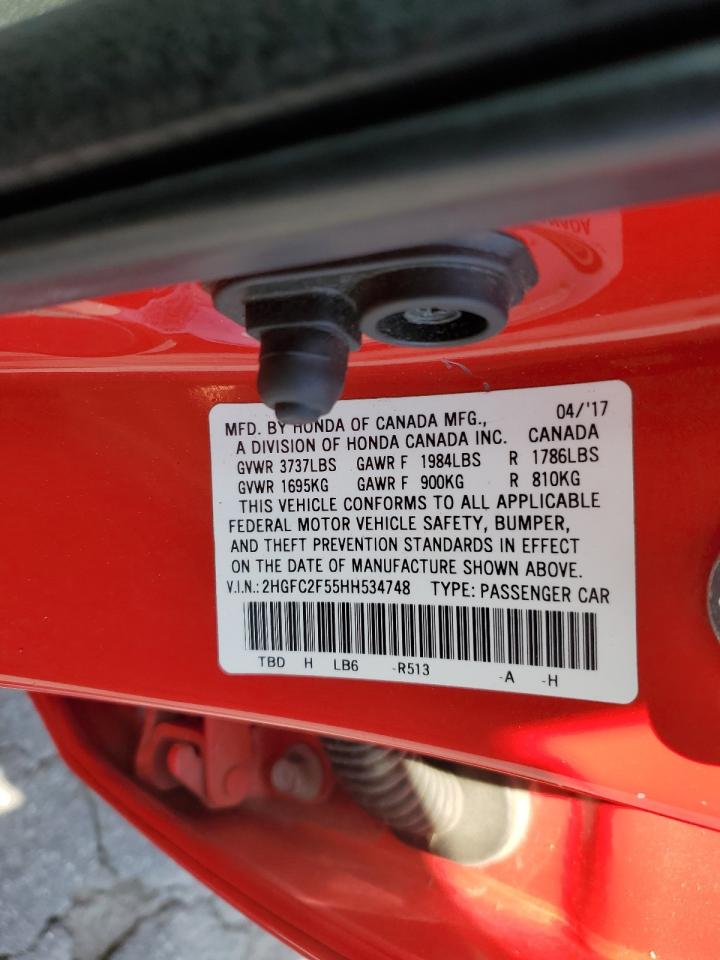 MFD. BY HONDA OF CANADA MFG., 04/'17
A DIVISION OF HONDA CANADA INC. CANADA
GVWR 3737LBS GAWR F 1984LBS R 1786LBS
GVWR 1695KG GAWR F 900KG R 810KG
THIS VEHICLE CONFORMS TO ALL APPLICABLE
FEDERAL MOTOR VEHICLE SAFETY, BUMPER,
AND THEFT PREVENTION STANDARDS IN EFFECT
ON THE DATE OF MANUFACTURE SHOWN ABOVE.
V.I.N.: 2HGFC2F55HH534748 TYPE: PASSENGER CAR
TBD H LB6 -R513 -A -H